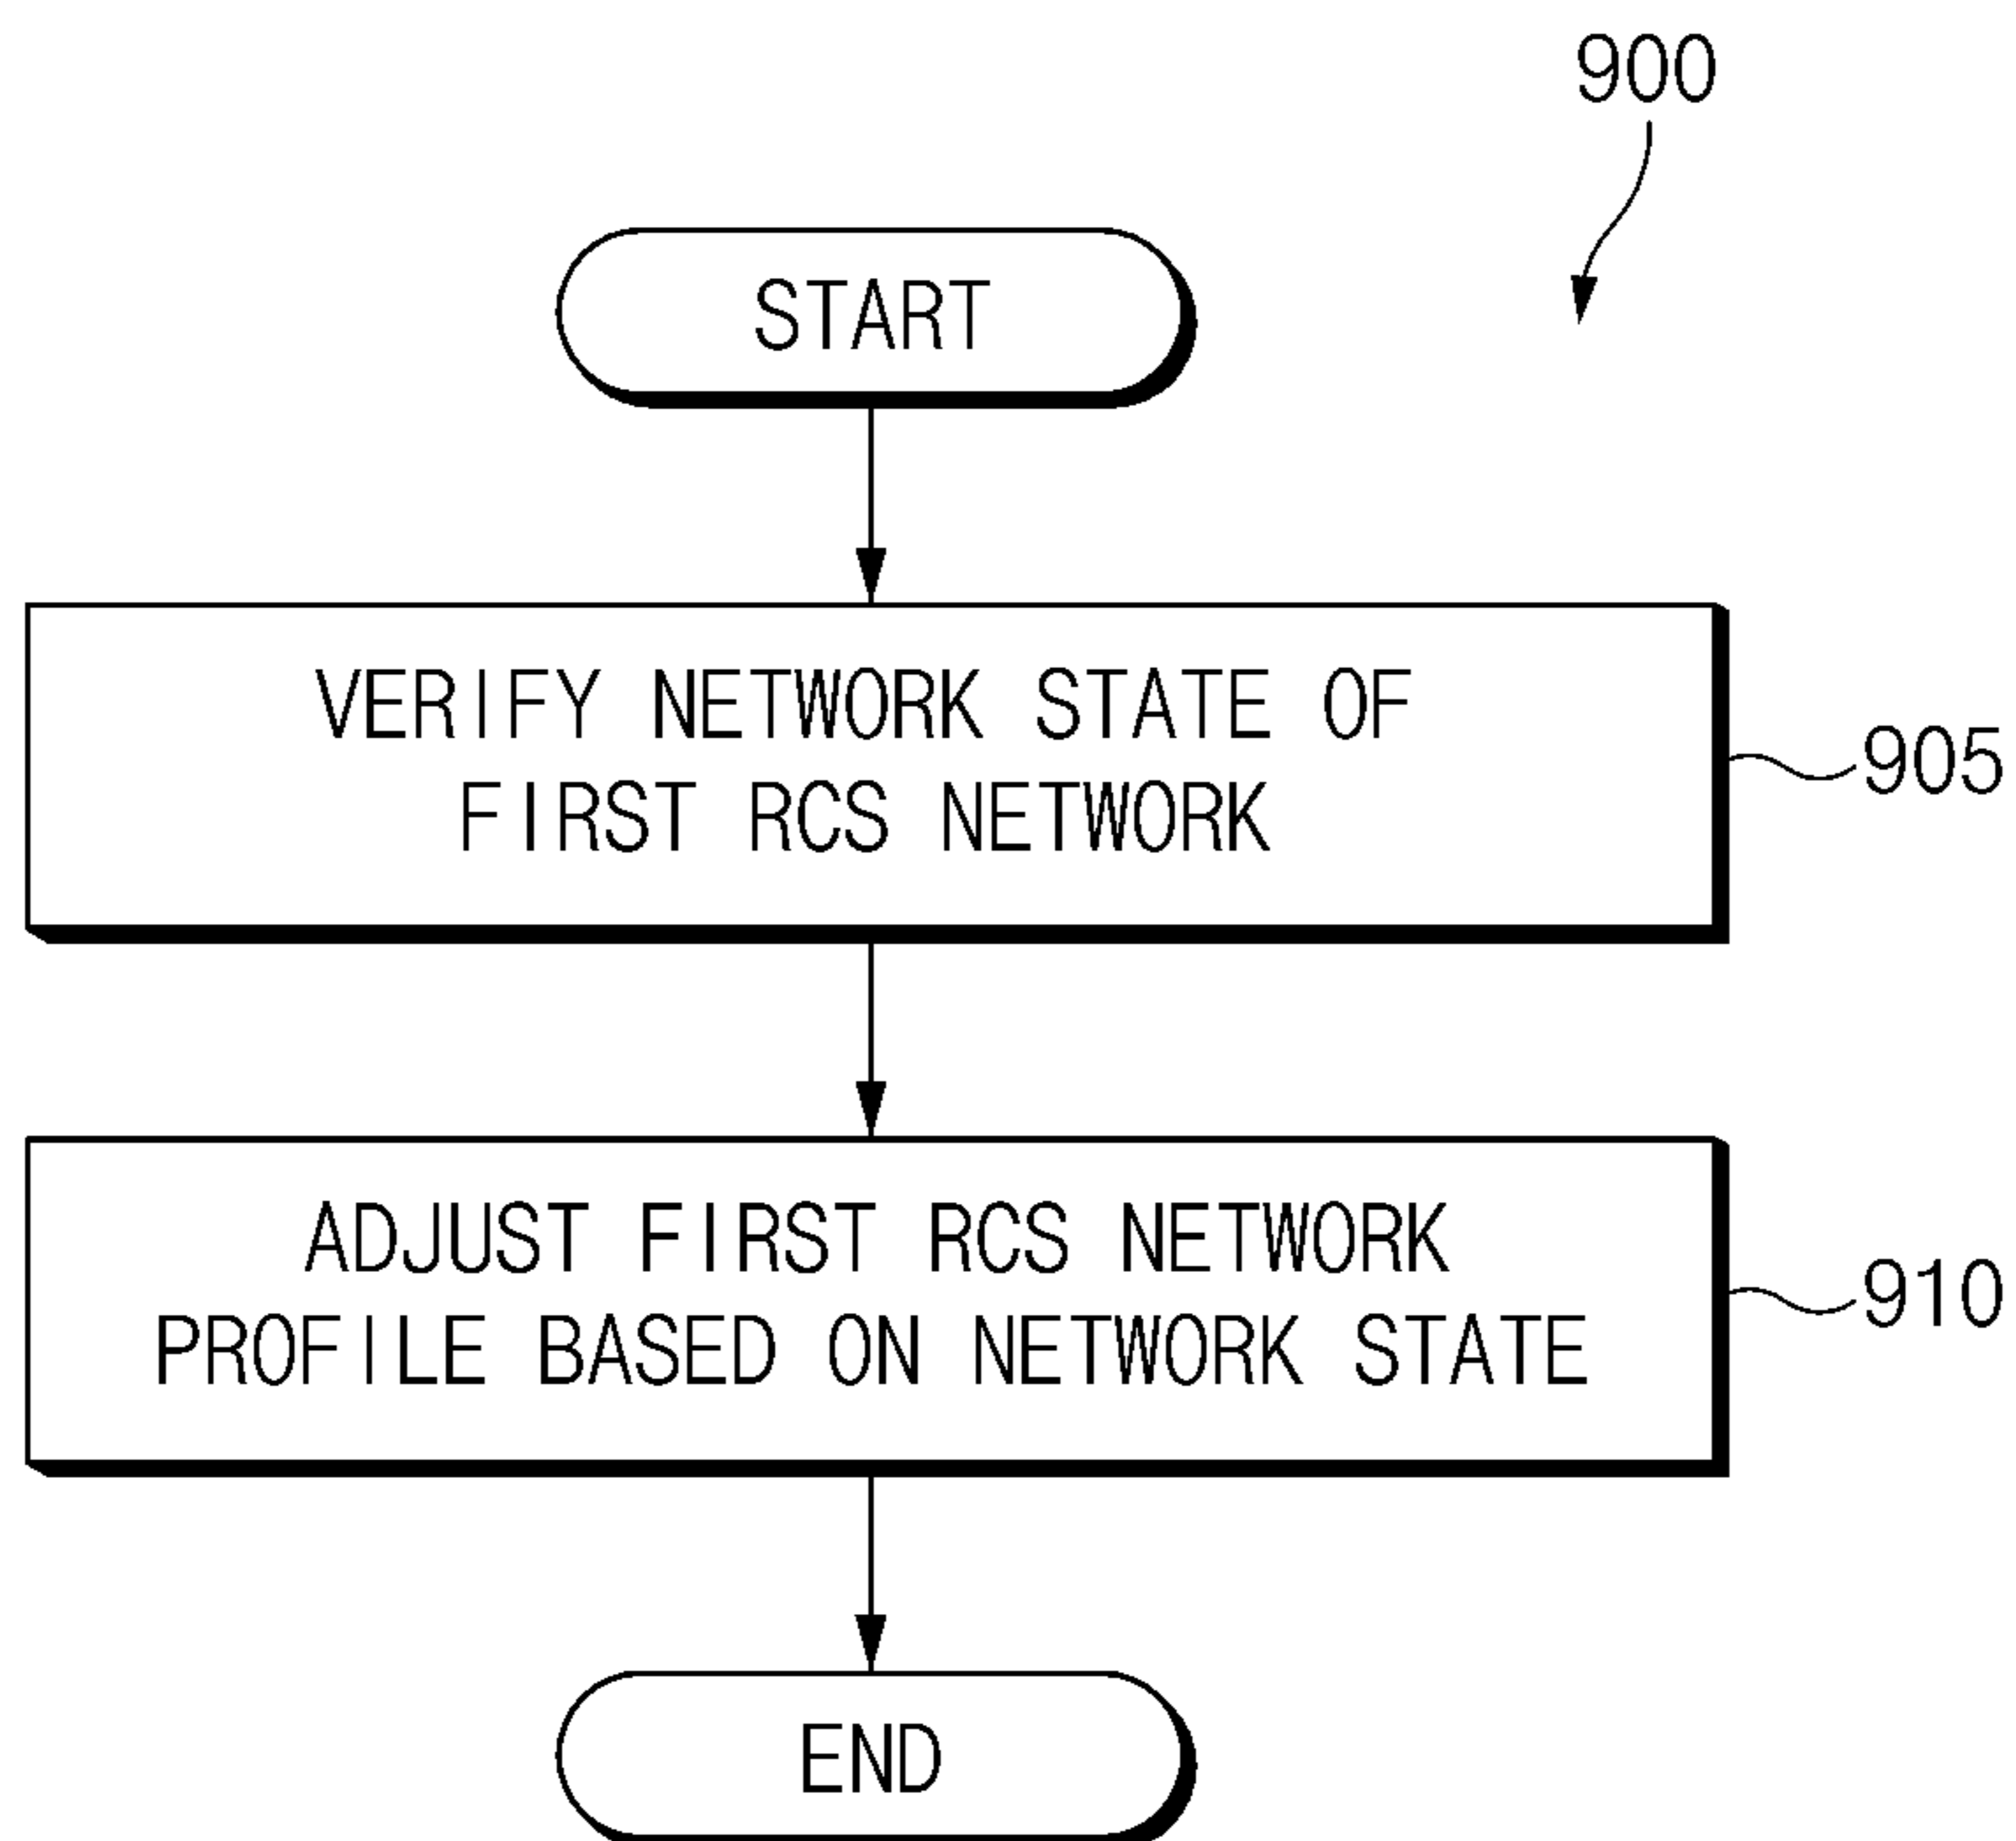 900
START
VERIFY NETWORK STATE OF
FIRST RCS NETWORK
905
ADJUST FIRST RCS NETWORK
PROFILE BASED ON NETWORK STATE
910
END